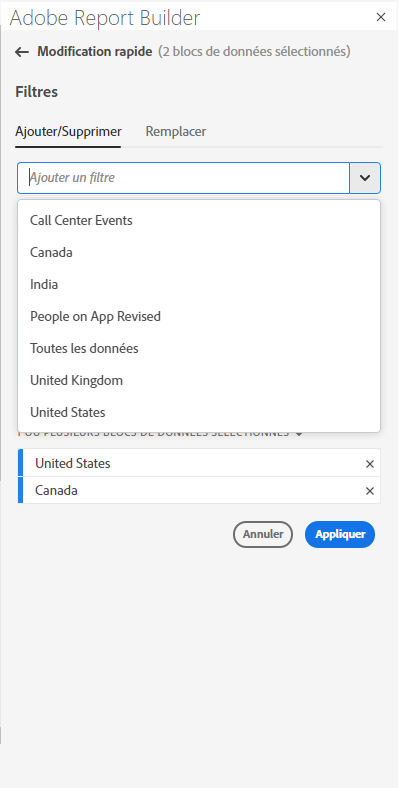 Adobe Report Builder
Modification rapide (2 blocs de données sélectionnés)
Filtres
Ajouter/Supprimer Remplacer
Ajouter un filtre
Call Center Events
Canada
India
People on App Revised
Toutes les données
United Kingdom
United States
PLUSIEURS BLOCS DE DONNÉES SÉLECTIONNÉS
United States
Canada
Annuler Appliquer